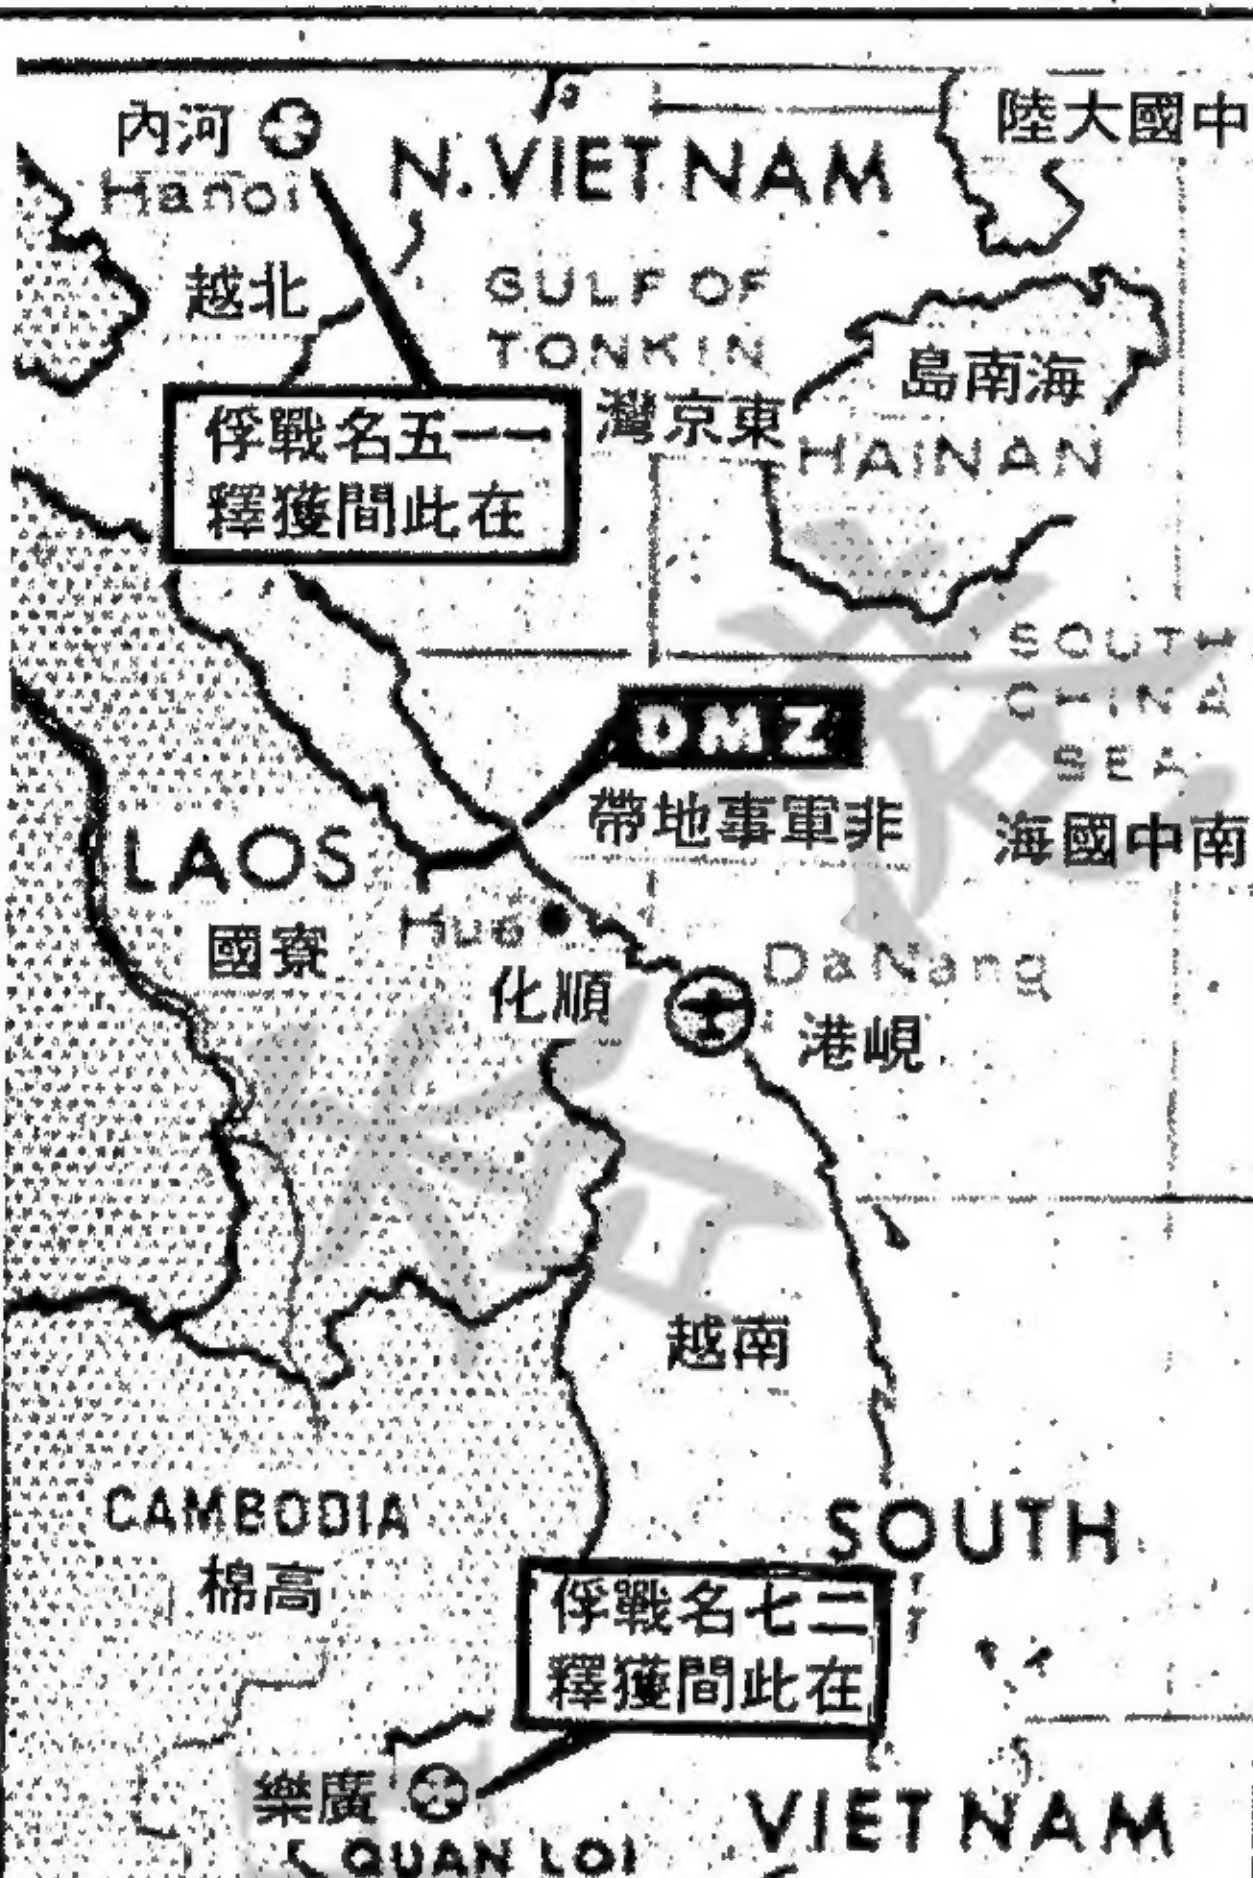 河內
Hanoi
N. VIETNAM
中國大陸
北越
GULF OF
TONKIN
東京灣
海南島
HAINAN
一一五名戰俘
在此間獲釋
SOUTH
CHINA
SEA
南中國海
DMZ
非軍事地帶
LAOS
寮國
Hue
順化
DaNang
峴港
南越
CAMBODIA
高棉
SOUTH
VIETNAM
二七名戰俘
在此間獲釋
廣樂
(QUAN LOI